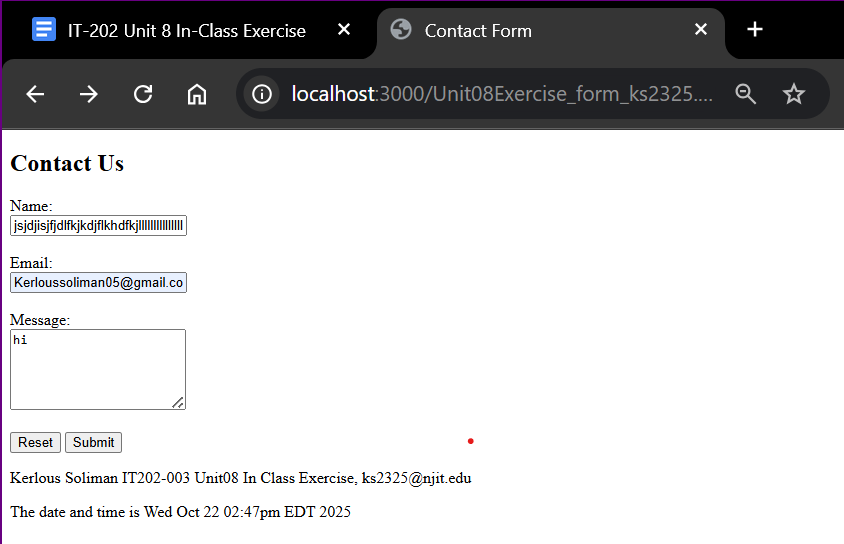 IT-202 Unit 8 In-Class Exercise
Contact Form
localhost:3000/Unit08Exercise_form_ks2325....
Contact Us
Name:
Email:
Kerloussoliman05@gmail.co
Message:
hi
Reset Submit
Kerlous Soliman IT202-003 Unit08 In Class Exercise, ks2325@njit.edu
The date and time is Wed Oct 22 02:47pm EDT 2025